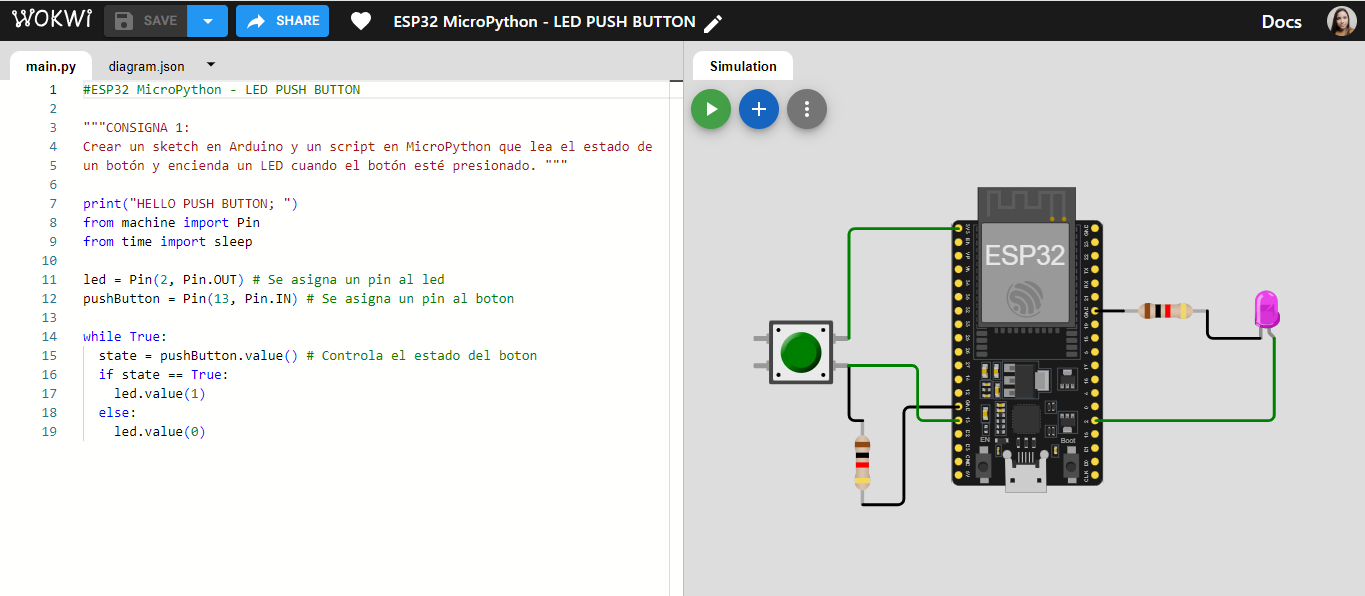 WOKWI SAVE SHARE ESP32 MicroPython - LED PUSH BUTTON Docs
main.py diagram.json Simulation
1 #ESP32 MicroPython - LED PUSH BUTTON
2
3 """CONSIGNA 1:
4 Crear un sketch en Arduino y un script en MicroPython que lea el estado de
5 un botón y encienda un LED cuando el botón esté presionado. """
6
7 print("HELLO PUSH BUTTON; ")
8 from machine import Pin
9 from time import sleep
10
11 led = Pin(2, Pin.OUT) # Se asigna un pin al led
12 pushButton = Pin(13, Pin.IN) # Se asigna un pin al boton
13
14 while True:
15   state = pushButton.value() # Controla el estado del boton
16   if state == True:
17     led.value(1)
18   else:
19     led.value(0)
ESP32
EN
Boot